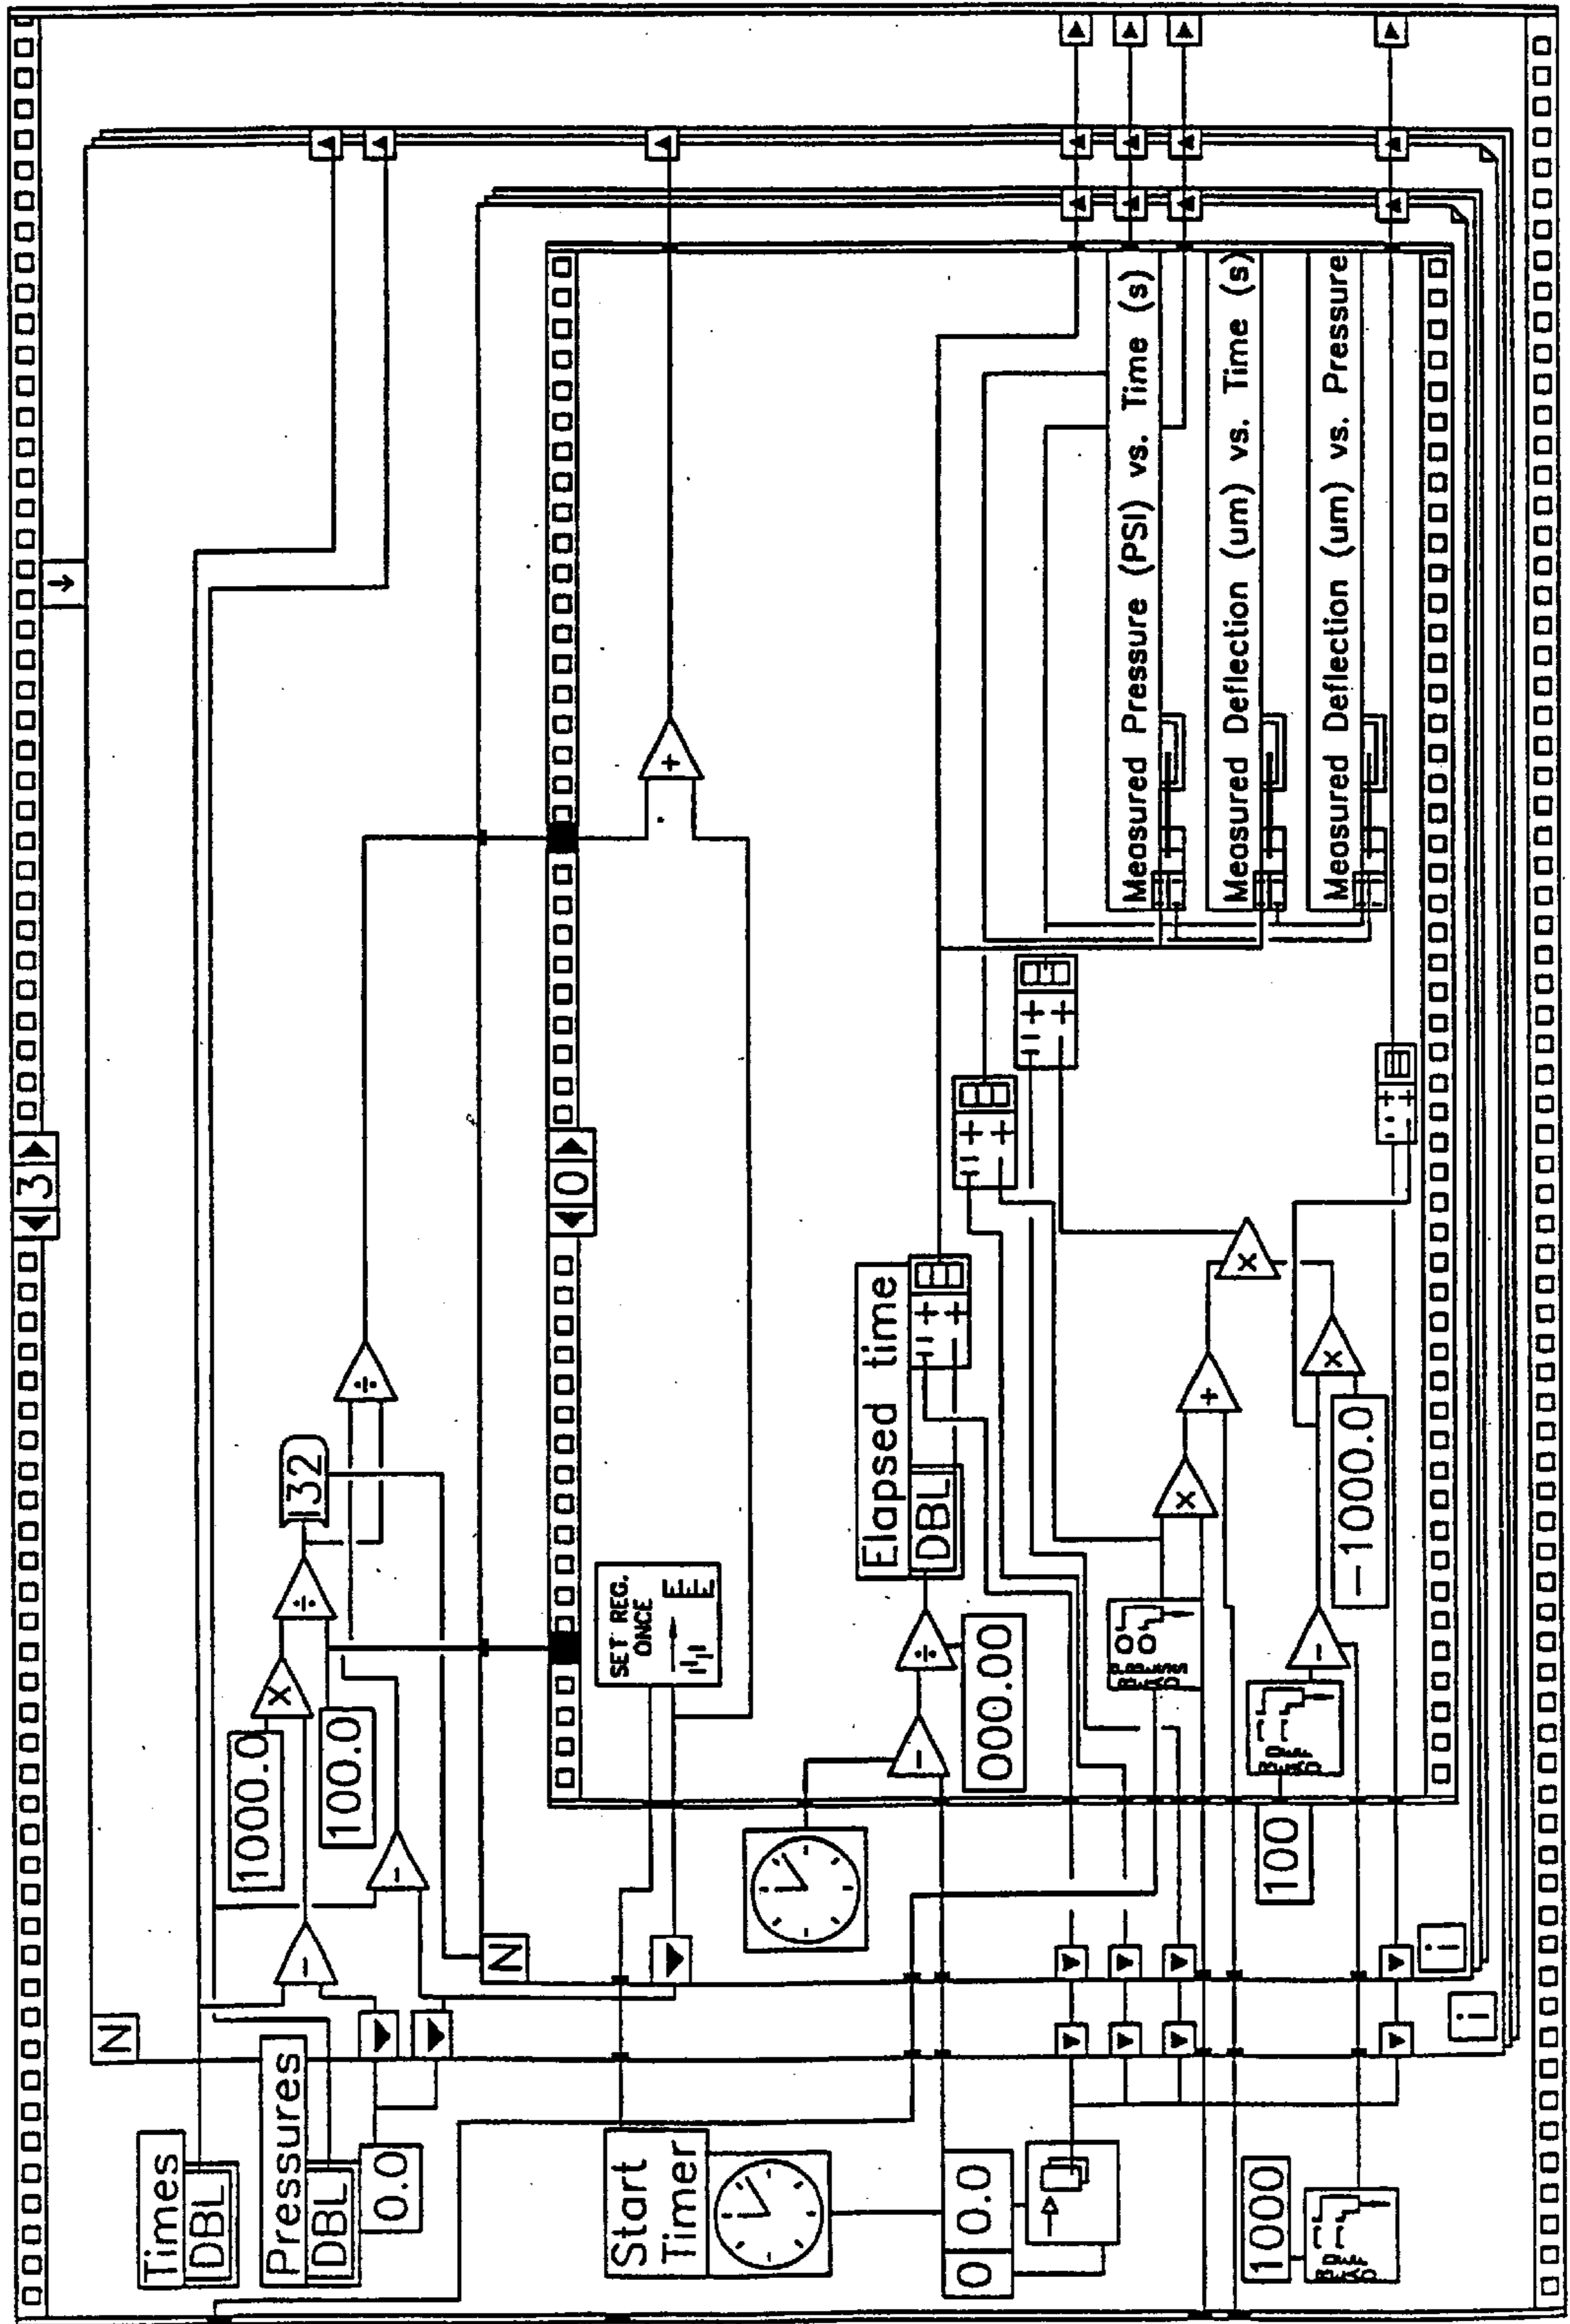 3
N
Times
DBL
Pressures
DBL
0.0
1000.0
100.0
×
÷
I32
−
−
÷
N
0
SET REG.
ONCE
+
Start
Timer
Elapsed time
DBL
000.00
−
÷
0
0.0
×
+
×
100
−
−1000.0
×
1000
Measured Pressure (PSI) vs. Time (s)
Measured Deflection (um) vs. Time (s)
Measured Deflection (um) vs. Pressure
i
i